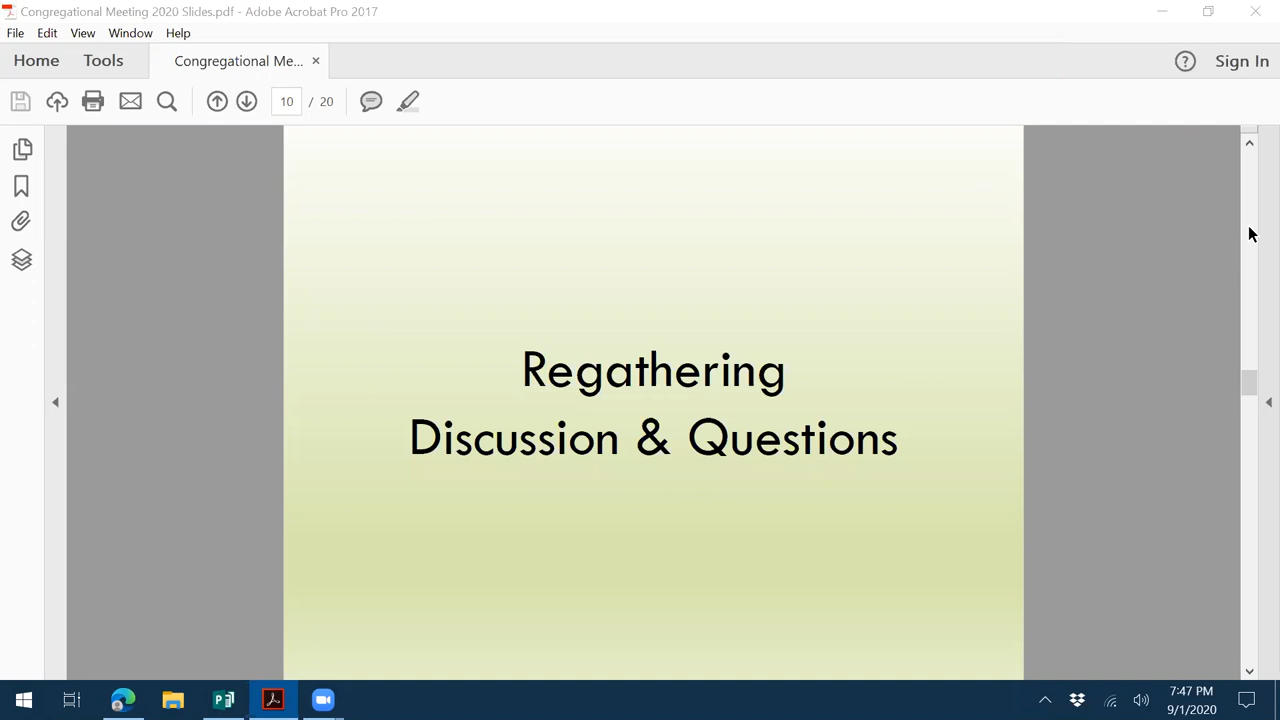 Congregational Meeting 2020 Slides.pdf - Adobe Acrobat Pro 2017
File Edit View Window Help
Home Tools Congregational Me... × Sign In
10 / 20
Regathering
Discussion & Questions
7:47 PM
9/1/2020